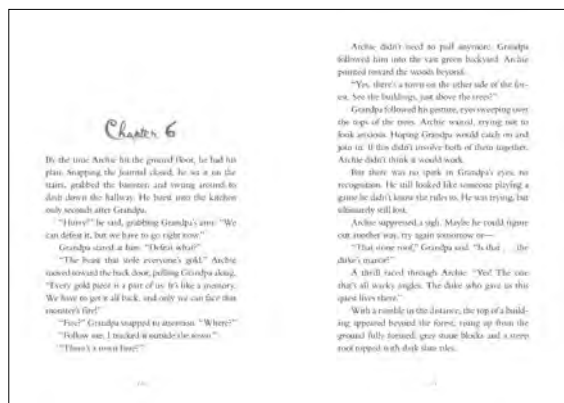 Chapter 6
By the time Archie hit the ground floor, he had his
plan. Snapping the journal closed, he set it on the
stairs, grabbed the banister, and swung around to
dash down the hallway. He burst into the kitchen
only seconds after Grandpa.
“Hurry!” he said, grabbing Grandpa’s arm. “We
can defeat it, but we have to go right now.”
Grandpa stared at him. “Defeat what?”
“The beast that stole everyone’s gold.” Archie
moved toward the back door, pulling Grandpa along.
“Every gold piece is a part of us. It’s like a memory.
We have to get it all back, and only we can face that
monster’s fire!”
“Fire?” Grandpa snapped to attention. “Where?”
“Follow me. I tracked it outside the town.”
“There’s a town here?”
Archie didn’t need to pull anymore. Grandpa
followed him into the vast green backyard. Archie
pointed toward the woods beyond.
“Yes, there’s a town on the other side of the for-
est. See the buildings, just above the trees?”
Grandpa followed his gesture, eyes sweeping over
the tops of the trees. Archie waited, trying not to
look anxious. Hoping Grandpa would catch on and
join in. If this didn’t involve both of them together,
Archie didn’t think it would work.
But there was no spark in Grandpa’s eyes, no
recognition. He still looked like someone playing a
game he didn’t know the rules to. He was trying, but
ultimately still lost.
Archie suppressed a sigh. Maybe he could figure
out another way, try again tomorrow or—
“That stone roof,” Grandpa said. “Is that . . . the
duke’s manor?”
A thrill raced through Archie. “Yes! The one
that’s all wacky angles. The duke who gave us this
quest lives there.”
With a rumble in the distance, the top of a build-
ing appeared beyond the forest, rising up from the
ground fully formed, gray stone blocks and a steep
roof topped with dark slate tiles.